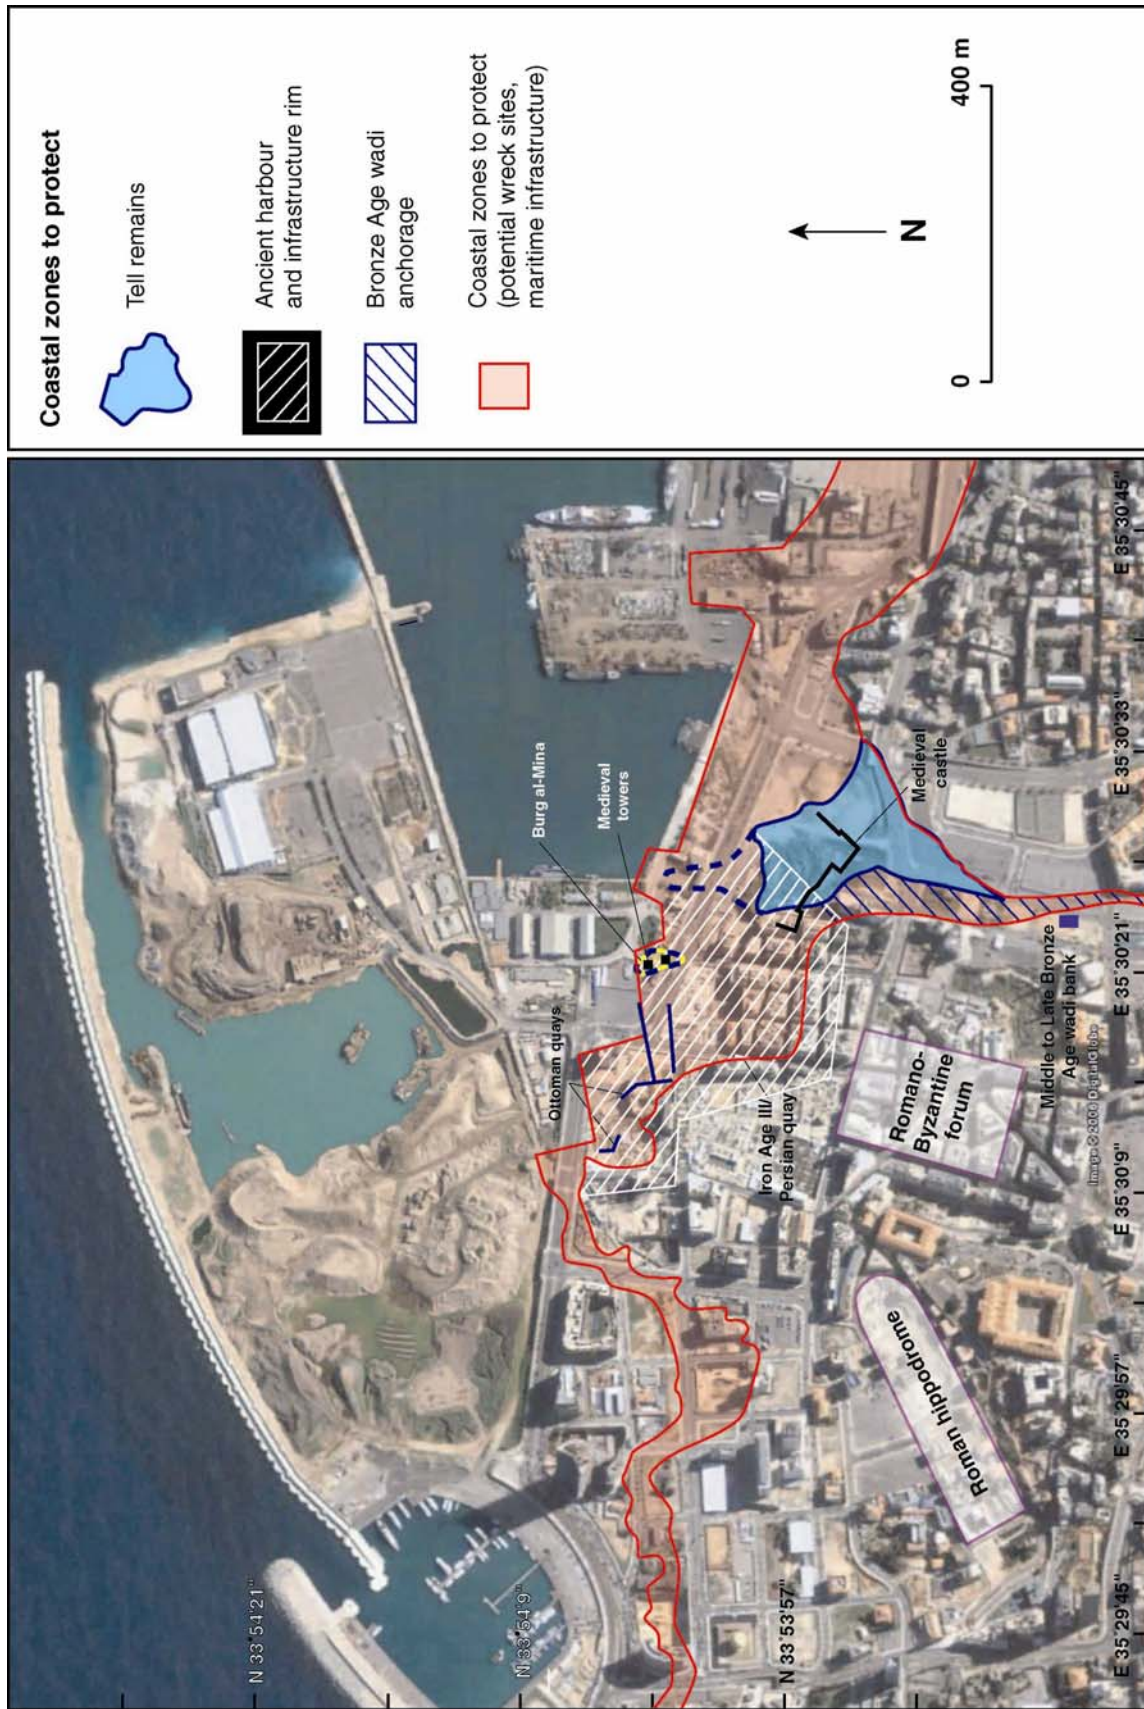 Coastal zones to protect
Tell remains
Ancient harbour
and infrastructure rim
Bronze Age wadi
anchorage
Coastal zones to protect
(potential wreck sites,
maritime infrastructure)
N
0
400 m
N 33°54'21"
N 33°54'9"
N 33°53'57"
E 35°29'45"
E 35°29'57"
E 35°30'9"
E 35°30'21"
E 35°30'33"
E 35°30'45"
Burg al-Mina
Medieval
towers
Ottoman quays
Medieval
castle
Iron Age III/
Persian quay
Romano-
Byzantine
forum
Roman hippodrome
Middle to Late Bronze
Age wadi bank